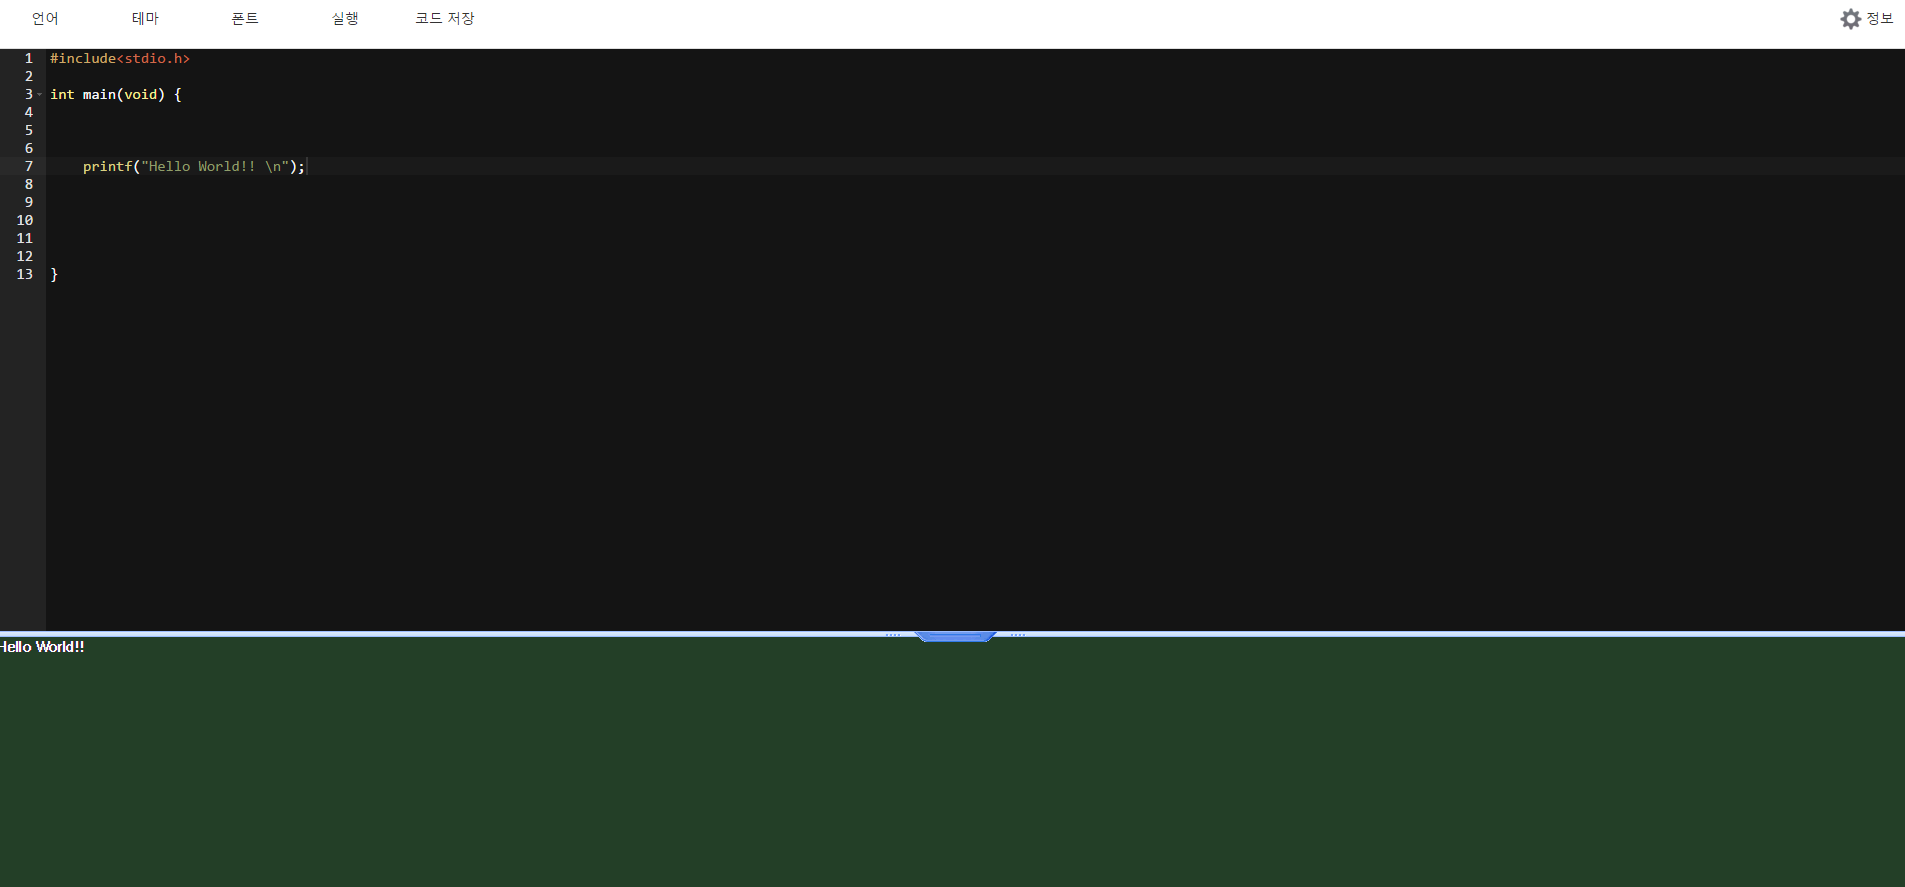 언어 테마 폰트 실행 코드 저장 정보
1 #include<stdio.h>
2
3 int main(void) {
4
5
6
7 printf("Hello World!! \n");
8
9
10
11
12
13 }
Hello World!!